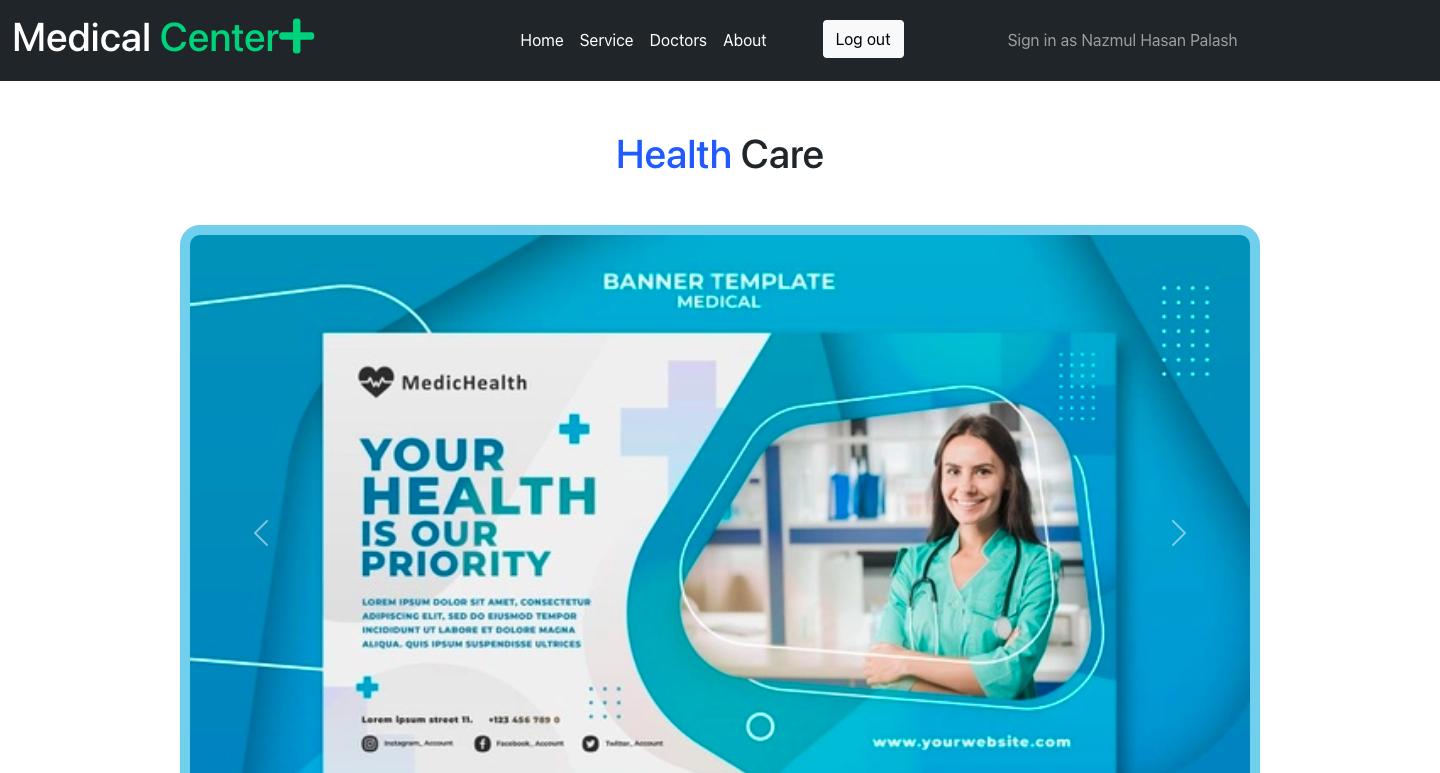 Medical Center
Home Service Doctors About Log out Sign in as Nazmul Hasan Palash
Health Care
BANNER TEMPLATE
MEDICAL
MedicHealth
YOUR
HEALTH
IS OUR
PRIORITY
LOREM IPSUM DOLOR SIT AMET, CONSECTETUR
ADIPISCING ELIT, SED DO EIUSMOD TEMPOR
INCIDIDUNT UT LABORE ET DOLORE MAGNA
ALIQUA. QUIS IPSUM SUSPENDISSE ULTRICES
Lorem Ipsum street 11. +123 456 789 0
Instagram_Account Facebook_Account Twitter_Account
www.yourwebsite.com